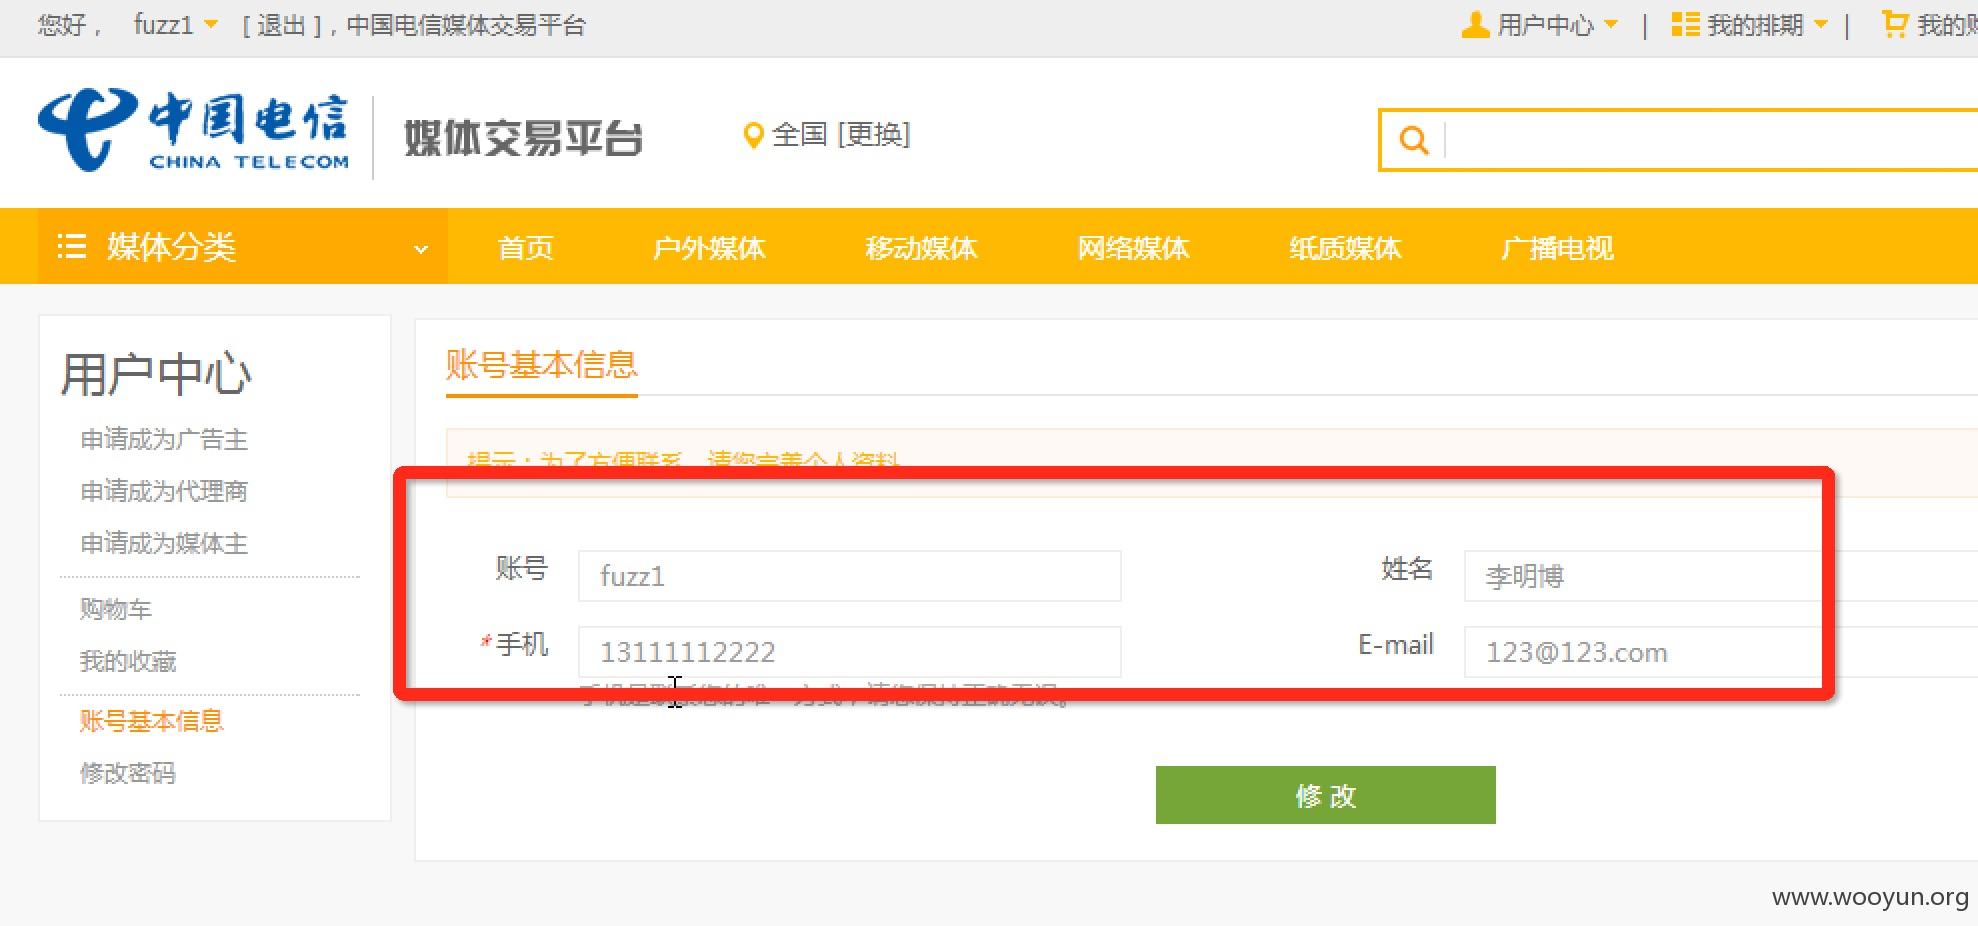 您好， fuzz1 [ 退出 ]，中国电信媒体交易平台
用户中心 | 我的排期 | 我的
中国电信
CHINA TELECOM
媒体交易平台
全国 [更换]
媒体分类 首页 户外媒体 移动媒体 网络媒体 纸质媒体 广播电视
用户中心
申请成为广告主
申请成为代理商
申请成为媒体主
购物车
我的收藏
账号基本信息
修改密码
账号基本信息
提示：为了方便联系，请您完善个人资料
账号 fuzz1 姓名 李明博
*手机 13111112222 E-mail 123@123.com
修 改
www.wooyun.org